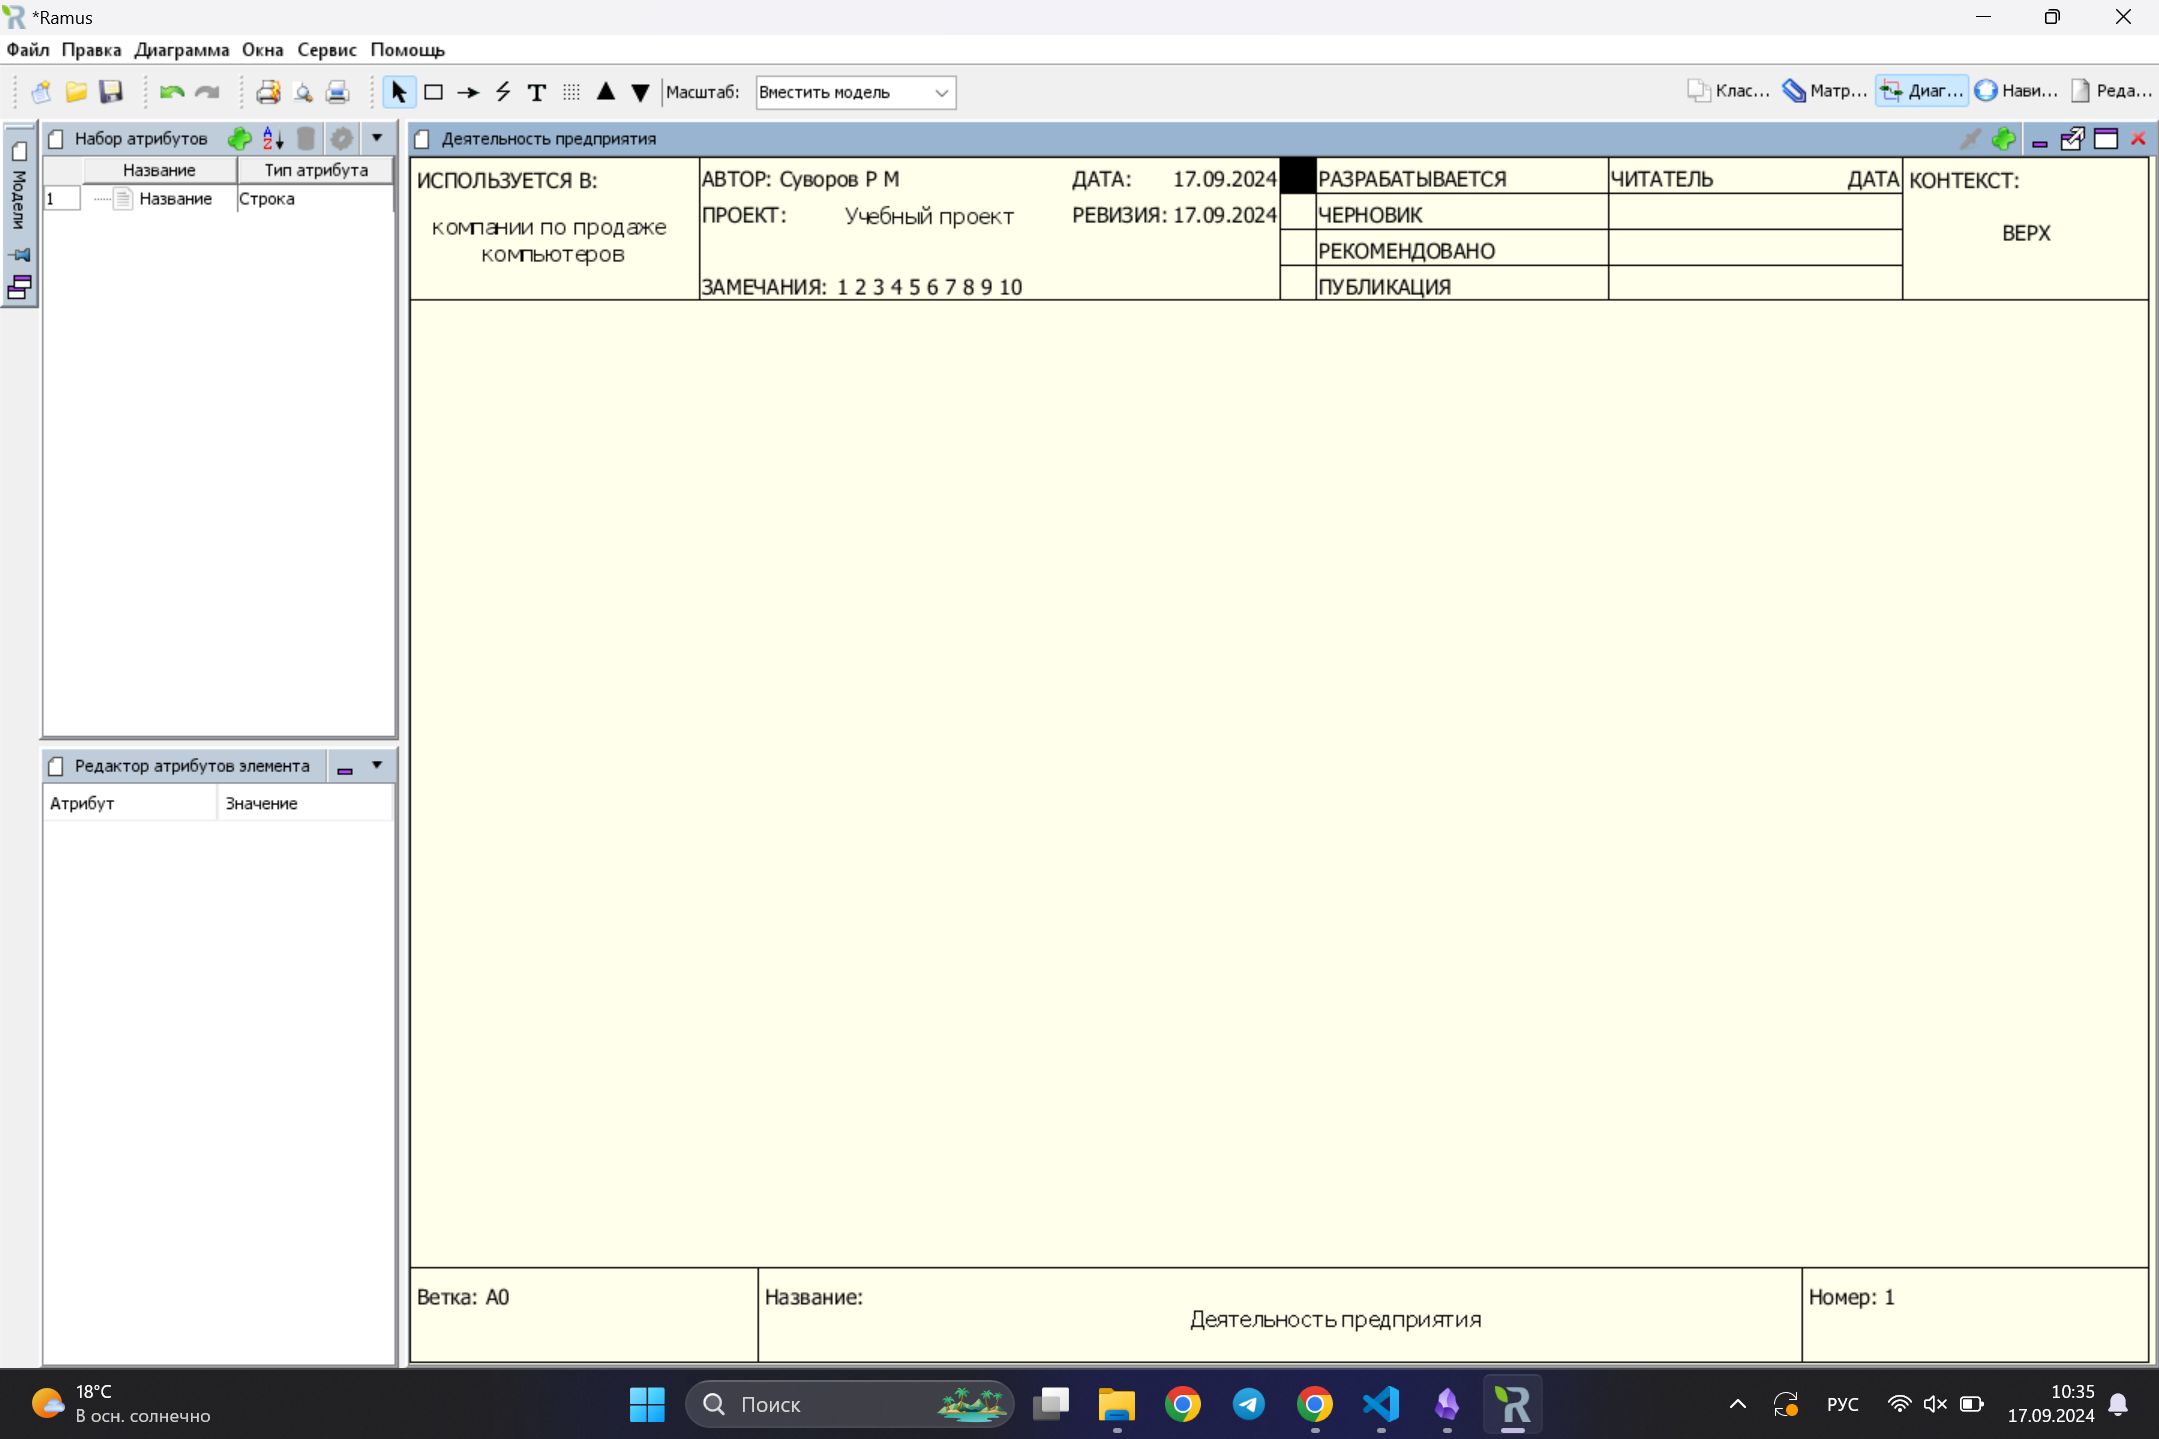 *Ramus
Файл Правка Диаграмма Окна Сервис Помощь
Масштаб: Вместить модель
Клас... Матр... Диаг... Нави... Реда...
Модели
Набор атрибутов
Название Тип атрибута
1 Название Строка
Редактор атрибутов элемента
Атрибут Значение
Деятельность предприятия
ИСПОЛЬЗУЕТСЯ В:
компании по продаже
компьютеров
АВТОР: Суворов Р М ДАТА: 17.09.2024
ПРОЕКТ: Учебный проект РЕВИЗИЯ: 17.09.2024
ЗАМЕЧАНИЯ: 1 2 3 4 5 6 7 8 9 10
РАЗРАБАТЫВАЕТСЯ
ЧЕРНОВИК
РЕКОМЕНДОВАНО
ПУБЛИКАЦИЯ
ЧИТАТЕЛЬ ДАТА
КОНТЕКСТ:
ВЕРХ
Ветка: A0
Название:
Деятельность предприятия
Номер: 1
18°C
В осн. солнечно
Поиск
РУС
10:35
17.09.2024